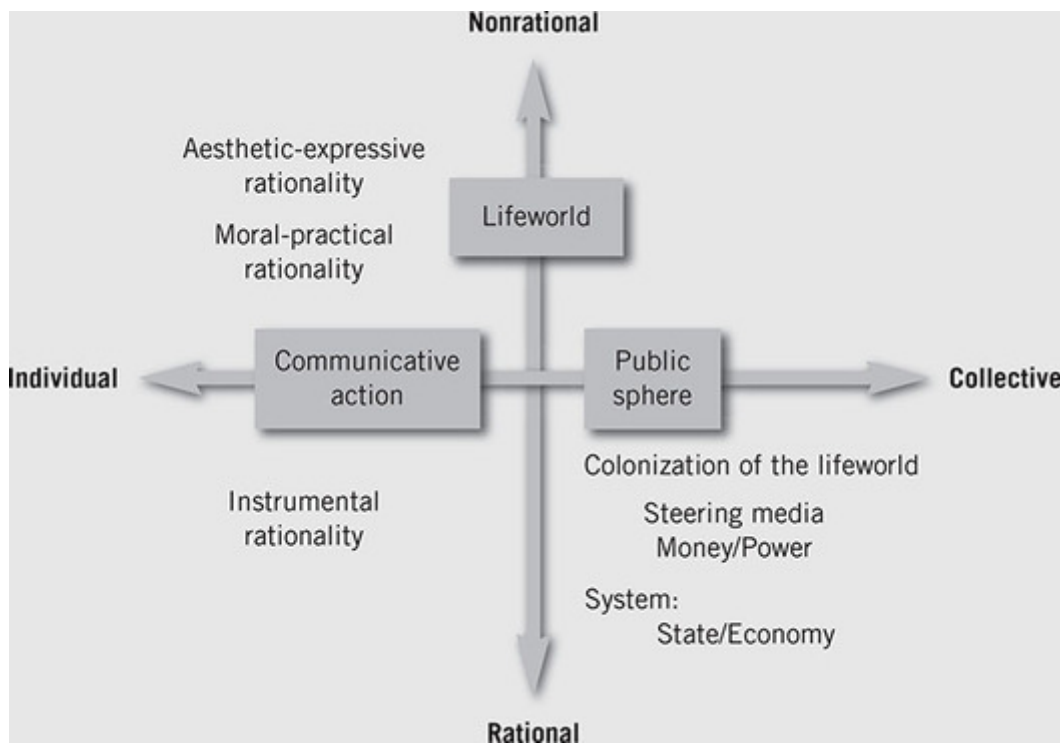 Nonrational
Aesthetic-expressive
rationality
Lifeworld
Moral-practical
rationality
Individual
Communicative
action
Public
sphere
Collective
Colonization of the lifeworld
Instrumental
rationality
Steering media
Money/Power
System:
State/Economy
Rational